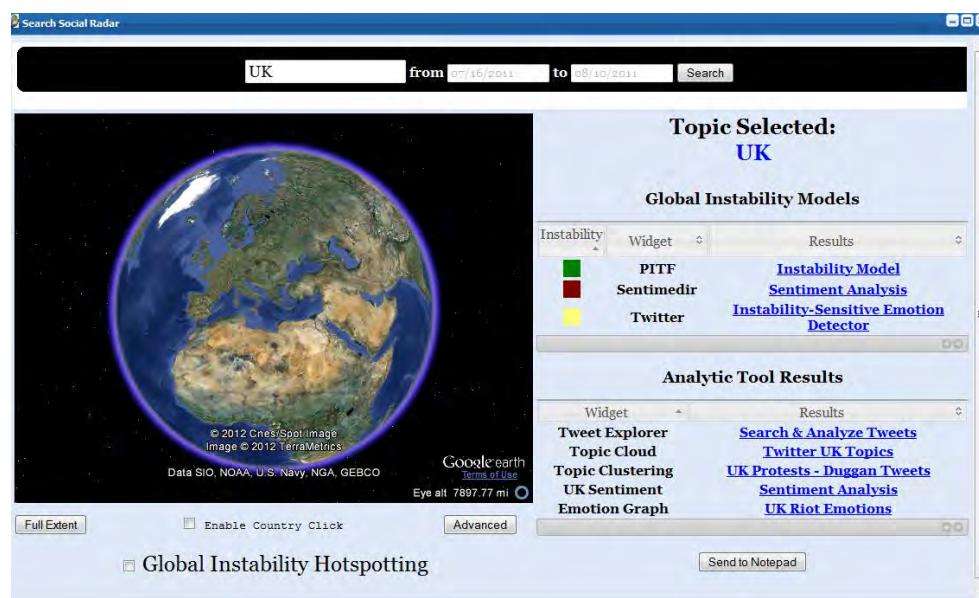 Search Social Radar
UK from 07/16/2011 to 08/10/2011 Search
Topic Selected:
UK
Global Instability Models
Instability Widget Results
PITF Instability Model
Sentimedir Sentiment Analysis
Twitter Instability-Sensitive Emotion
Detector
Analytic Tool Results
Widget Results
Tweet Explorer Search & Analyze Tweets
Topic Cloud Twitter UK Topics
Topic Clustering UK Protests - Duggan Tweets
UK Sentiment Sentiment Analysis
Emotion Graph UK Riot Emotions
Send to Notepad
© 2012 Cnes/Spot Image
Image © 2012 TerraMetrics
Data SIO, NOAA, U.S. Navy, NGA, GEBCO
Google earth
Terms of Use
Eye alt 7897.77 mi
Full Extent Enable Country Click Advanced
Global Instability Hotspotting